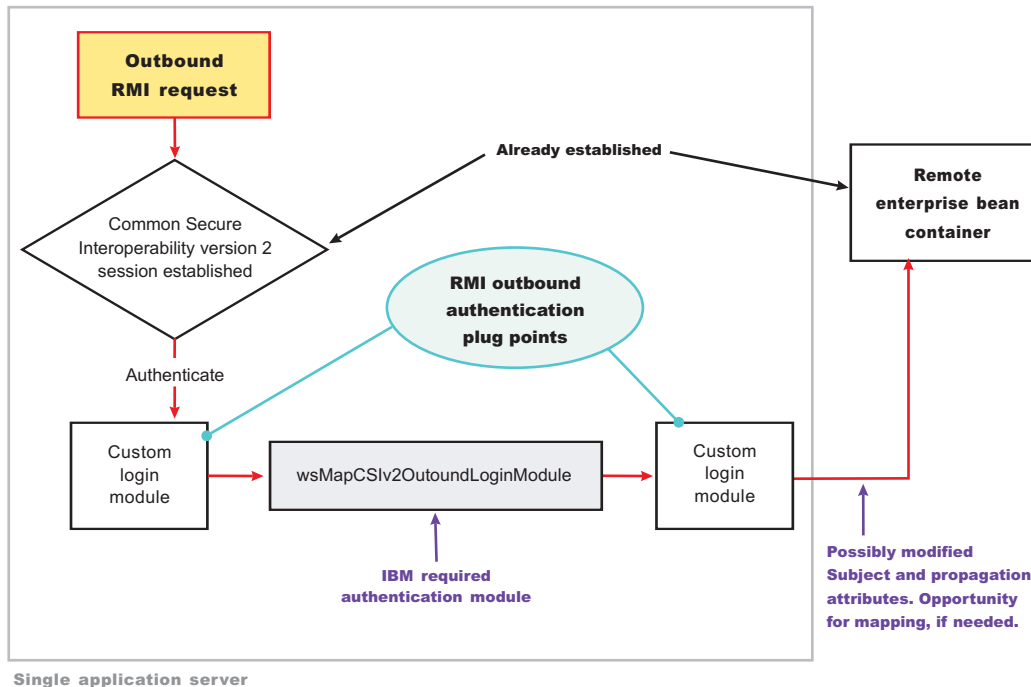 Outbound
RMI request
Already established
Remote
enterprise bean
container
Common Secure
Interoperability version 2
session established
RMI outbound
authentication
plug points
Authenticate
Custom
login
module
wsMapCSIv2OutoundLoginModule
Custom
login
module
IBM required
authentication module
Possibly modified
Subject and propagation
attributes. Opportunity
for mapping, if needed.
Single application server